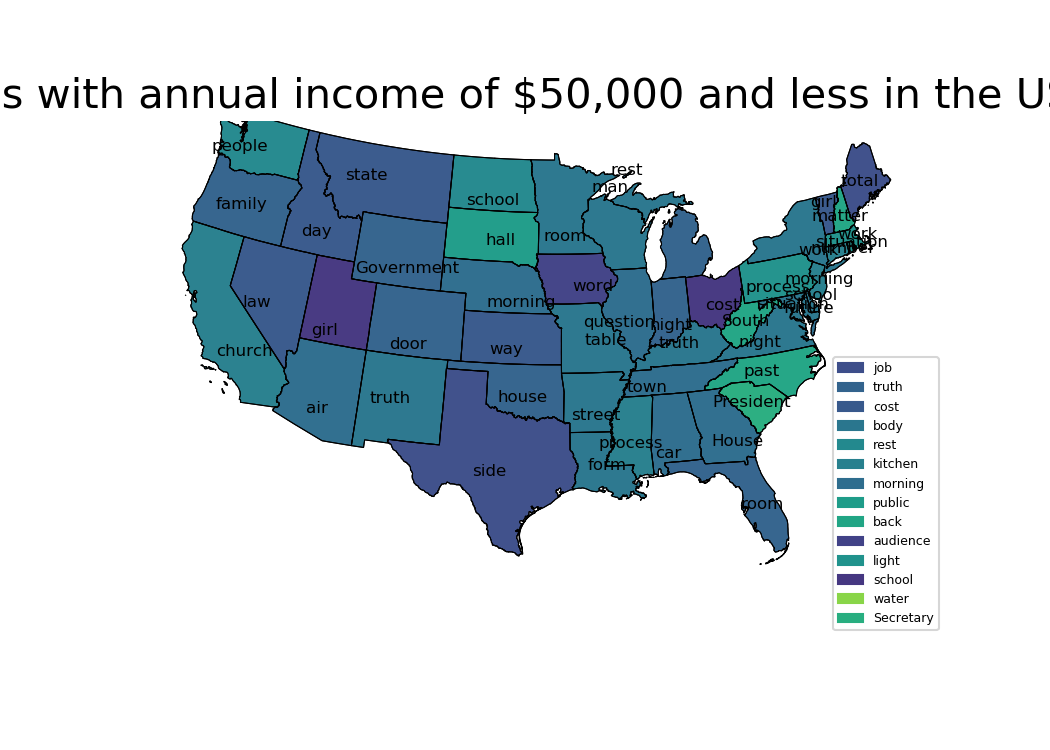 s with annual income of $50,000 and less in the US
people
rest
state
man
total
family
school
girl
matter
day
hall
room
work
situation
work
Government
morning
word
process
morning
school
law
question
night
cost
situation
future
South
girl
church
door
way
table
truth
night
air
truth
house
town
past
street
President
side
process
form
car
House
room
job
truth
cost
body
rest
kitchen
morning
public
back
audience
light
school
water
Secretary